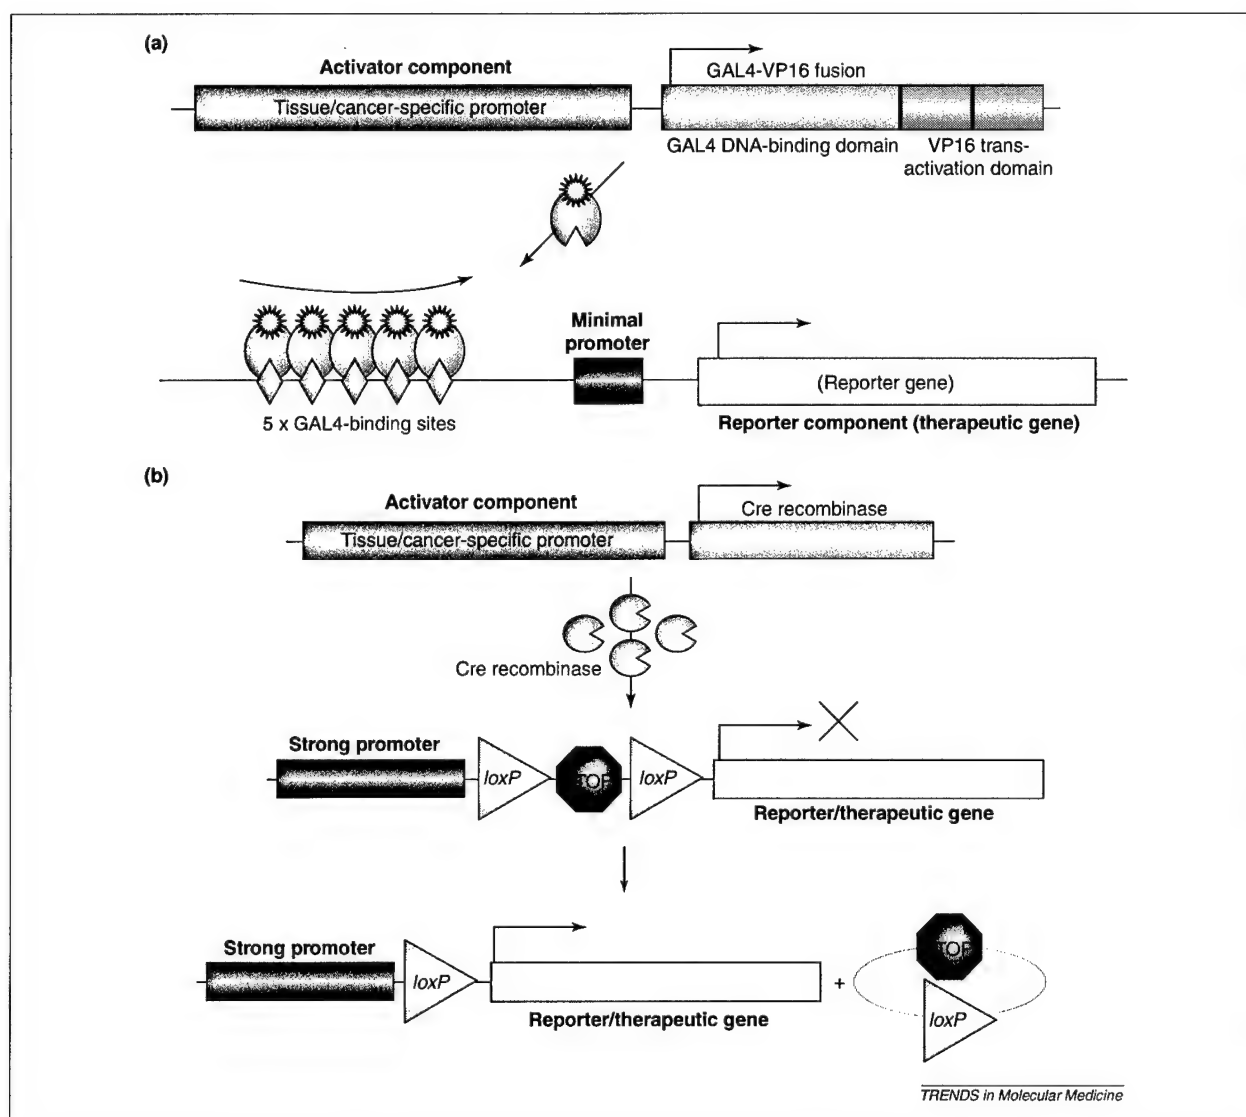 (a)
Activator component
Tissue/cancer-specific promoter
GAL4-VP16 fusion
GAL4 DNA-binding domain
VP16 trans-
activation domain
Minimal
promoter
(Reporter gene)
5 x GAL4-binding sites
Reporter component (therapeutic gene)
(b)
Activator component
Tissue/cancer-specific promoter
Cre recombinase
Cre recombinase
Strong promoter
loxP
STOP
loxP
Reporter/therapeutic gene
Strong promoter
loxP
Reporter/therapeutic gene
+
STOP
loxP
TRENDS in Molecular Medicine